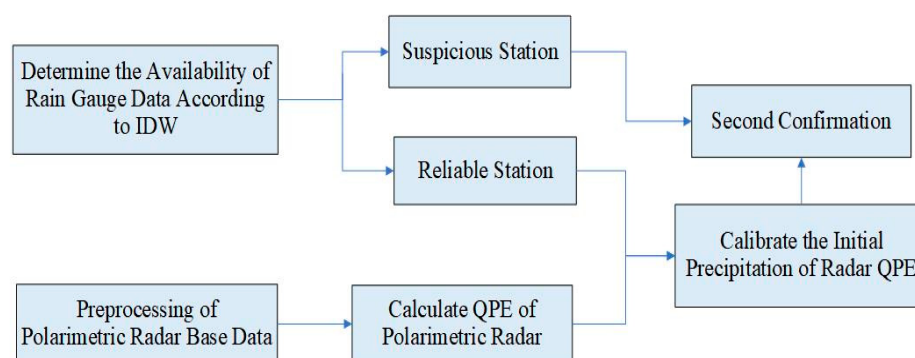 Determine the Availability of
Rain Gauge Data According
to IDW
Suspicious Station
Reliable Station
Second Confirmation
Calibrate the Initial
Precipitation of Radar QPE
Preprocessing of
Polarimetric Radar Base Data
Calculate QPE of
Polarimetric Radar